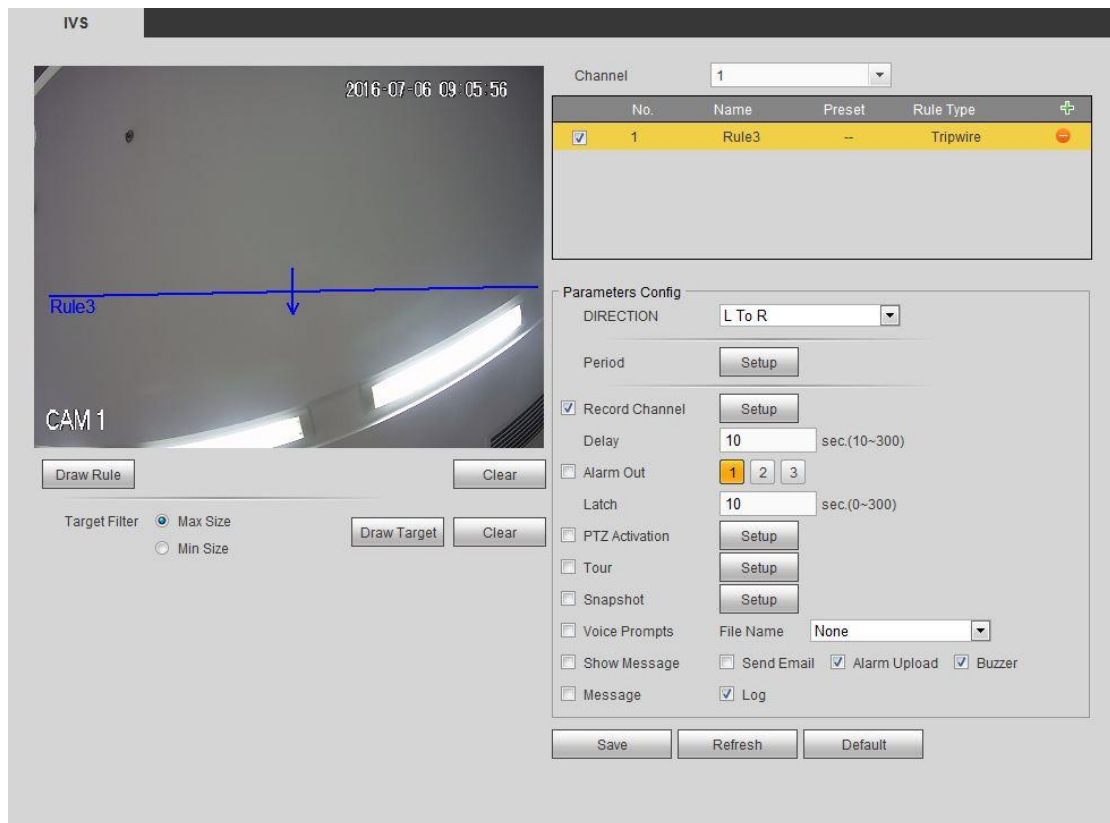 IVS
2016-07-06 09:05:56
Rule3
CAM 1
Draw Rule
Clear
Target Filter
Max Size
Min Size
Draw Target
Clear
Channel
1
No. Name Preset Rule Type
1 Rule3 -- Tripwire
Parameters Config
DIRECTION L To R
Period Setup
Record Channel Setup
Delay 10 sec.(10~300)
Alarm Out 1 2 3
Latch 10 sec.(0~300)
PTZ Activation Setup
Tour Setup
Snapshot Setup
Voice Prompts File Name None
Show Message Send Email Alarm Upload Buzzer
Message Log
Save Refresh Default